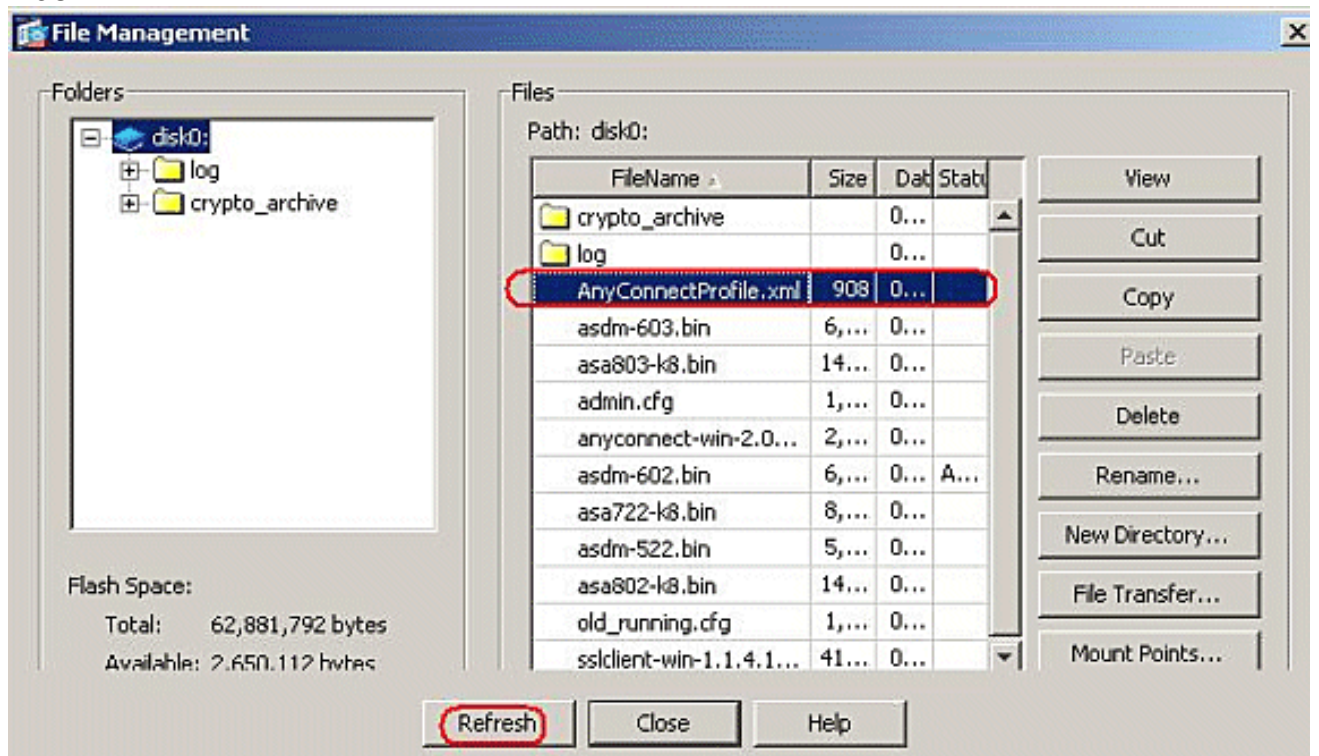 File Management
Folders
disk0:
log
crypto_archive
Flash Space:
Total: 62,881,792 bytes
Available: 2,650,112 bytes
Files
Path: disk0:
FileName Size Dat Statu
crypto_archive 0...
log 0...
AnyConnectProfile.xml 908 0...
asdm-603.bin 6,... 0...
asa803-k8.bin 14... 0...
admin.cfg 1,... 0...
anyconnect-win-2.0... 2,... 0...
asdm-602.bin 6,... 0... A...
asa722-k8.bin 8,... 0...
asdm-522.bin 5,... 0...
asa802-k8.bin 14... 0...
old_running.cfg 1,... 0...
sslclient-win-1.1.4.1... 41... 0...
View
Cut
Copy
Paste
Delete
Rename...
New Directory...
File Transfer...
Mount Points...
Refresh Close Help